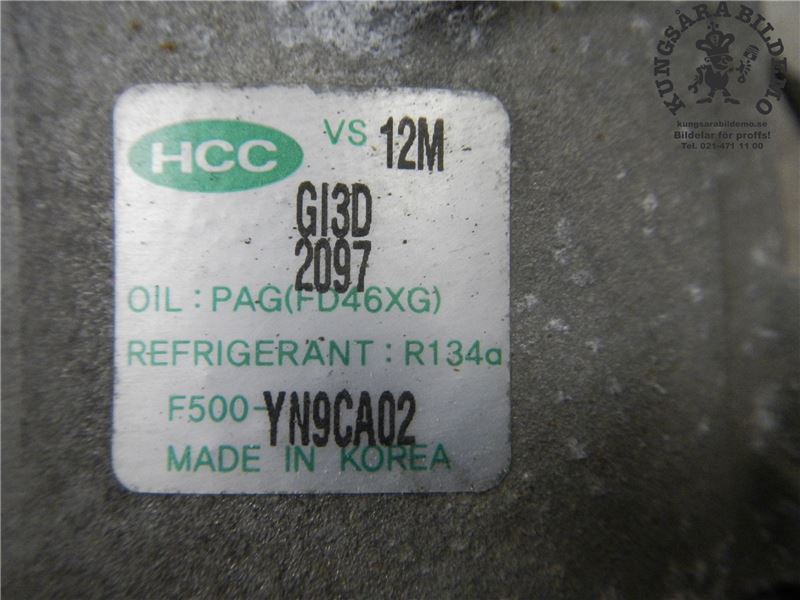 HCC VS 12M
GI3D
2097
OIL : PAG(FD46XG)
REFRIGERANT : R134a
F500-YN9CA02
MADE IN KOREA
KUNGSÅRA BILDEMO
kungsarabildemo.se
Bildelar för proffs!
Tel. 021-471 11 00